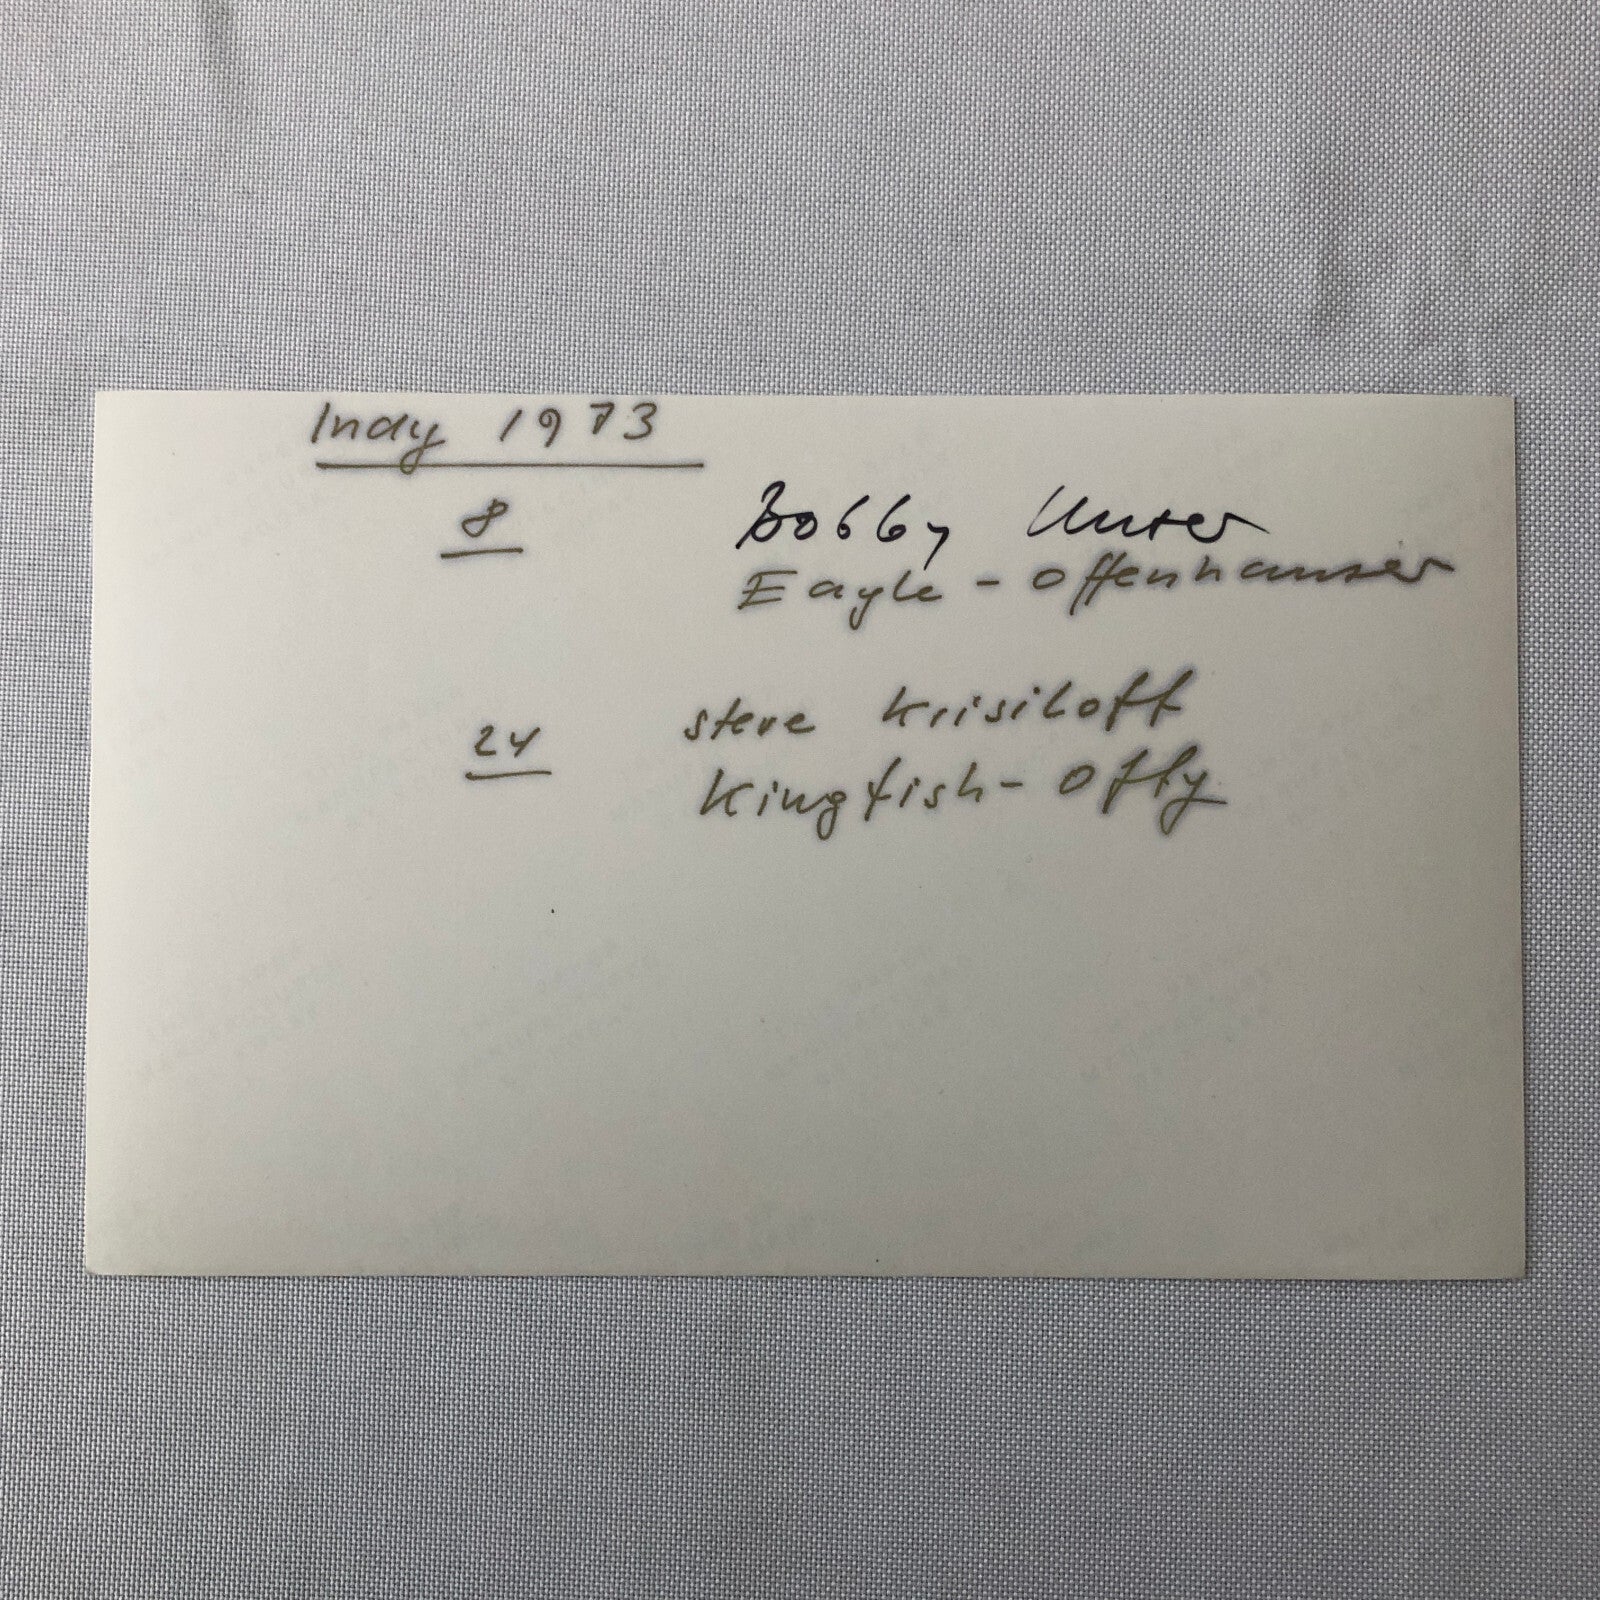 Indy 1973
8 Bobby Unser
Eagle - Offenhauser
24 Steve Krisiloff
Kingfish - Offy